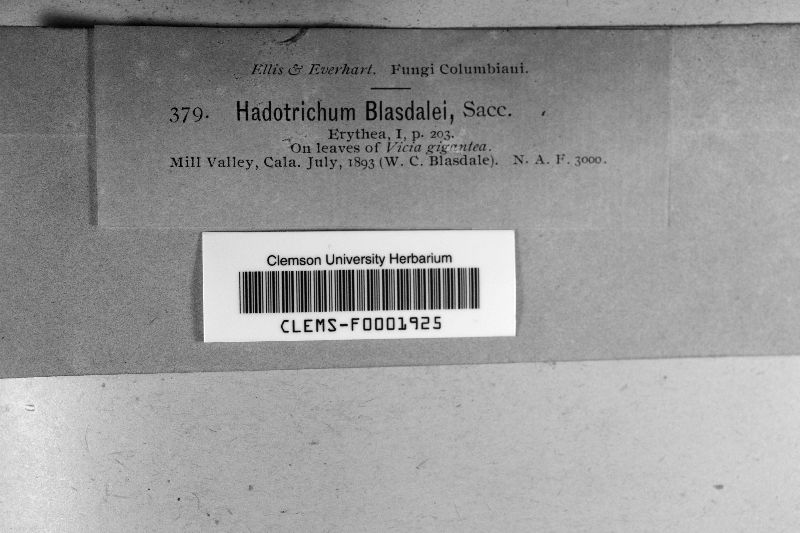 Ellis & Everhart. Fungi Columbiani.
379. Hadotrichum Blasdalei, Sacc.
Erythea, I, p. 203.
On leaves of Vicia gigantea.
Mill Valley, Cala. July, 1893 (W. C. Blasdale). N. A. F. 3000.
Clemson University Herbarium
CLEMS-F0001925